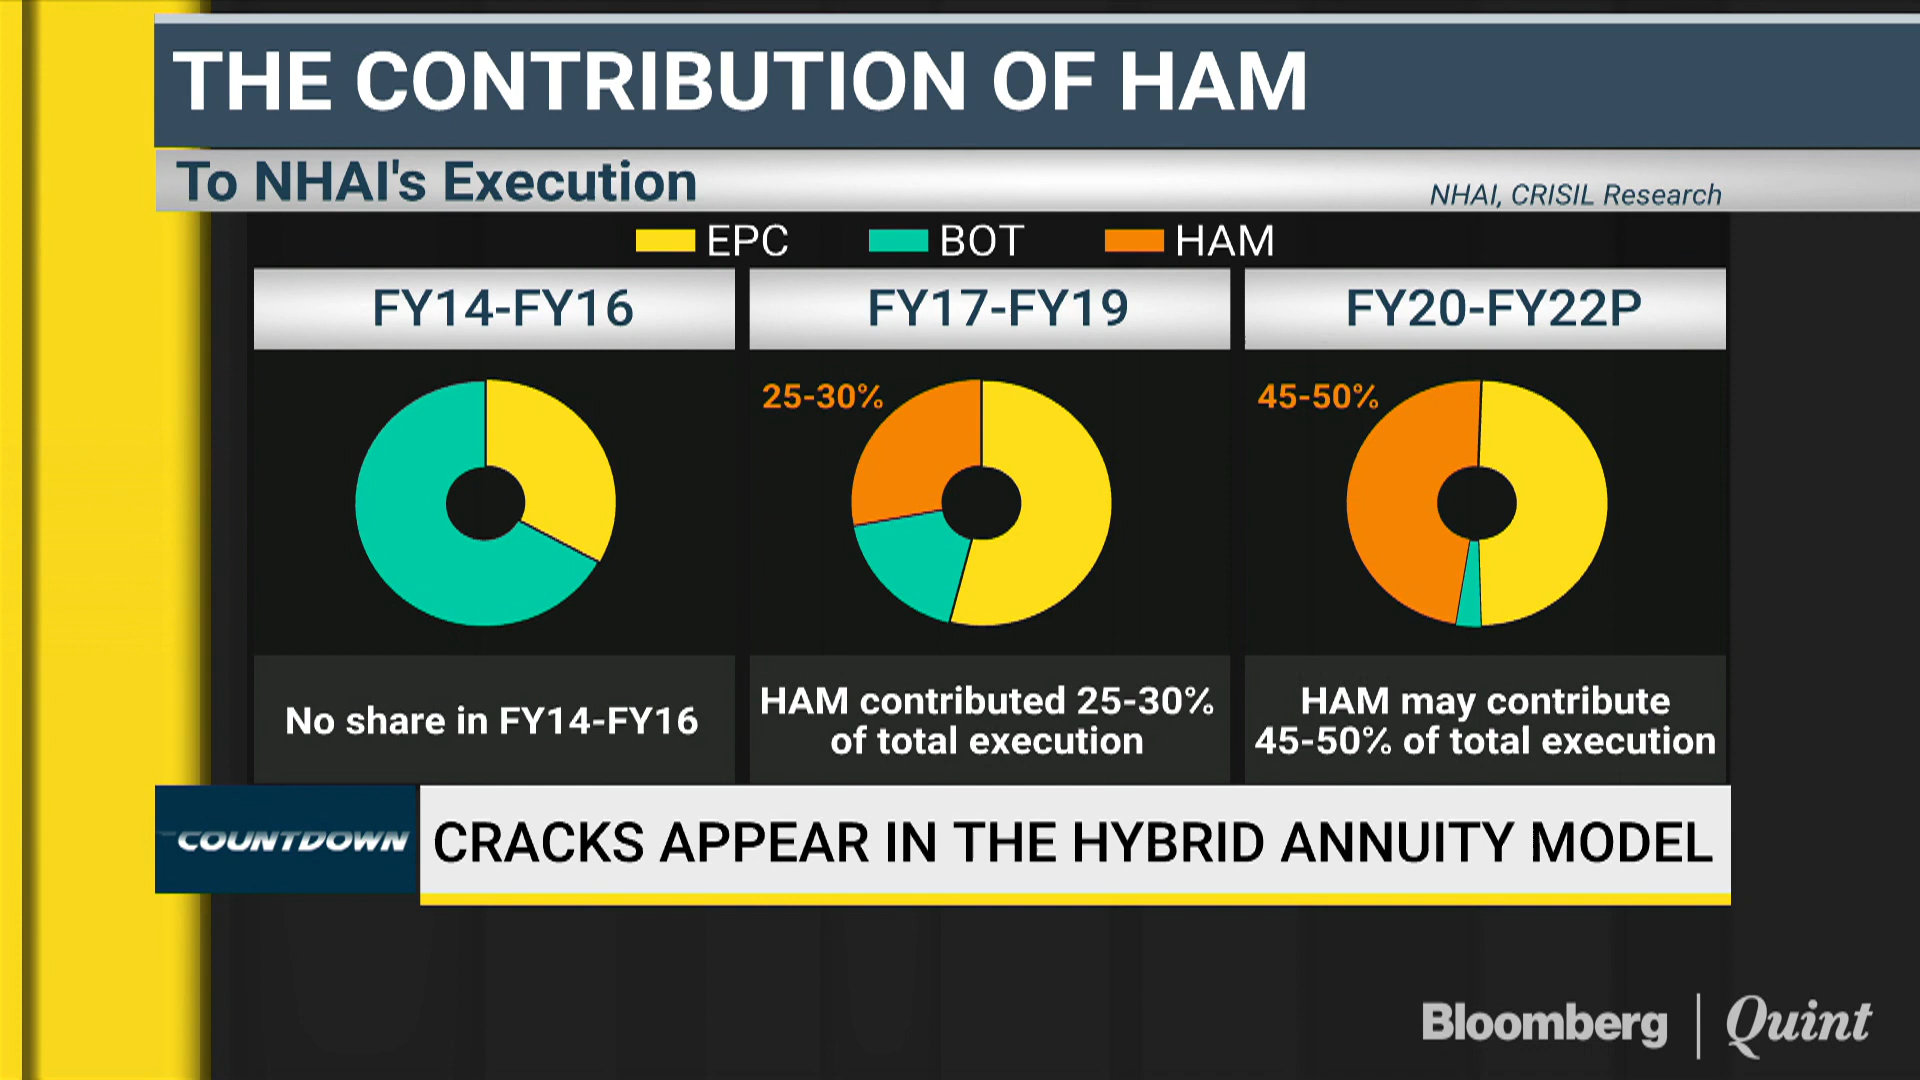 THE CONTRIBUTION OF HAM
To NHAI's Execution
NHAI, CRISIL Research
EPC BOT HAM
FY14-FY16 FY17-FY19 FY20-FY22P
25-30% 45-50%
No share in FY14-FY16
HAM contributed 25-30%
of total execution
HAM may contribute
45-50% of total execution
COUNTDOWN
CRACKS APPEAR IN THE HYBRID ANNUITY MODEL
Bloomberg | Quint